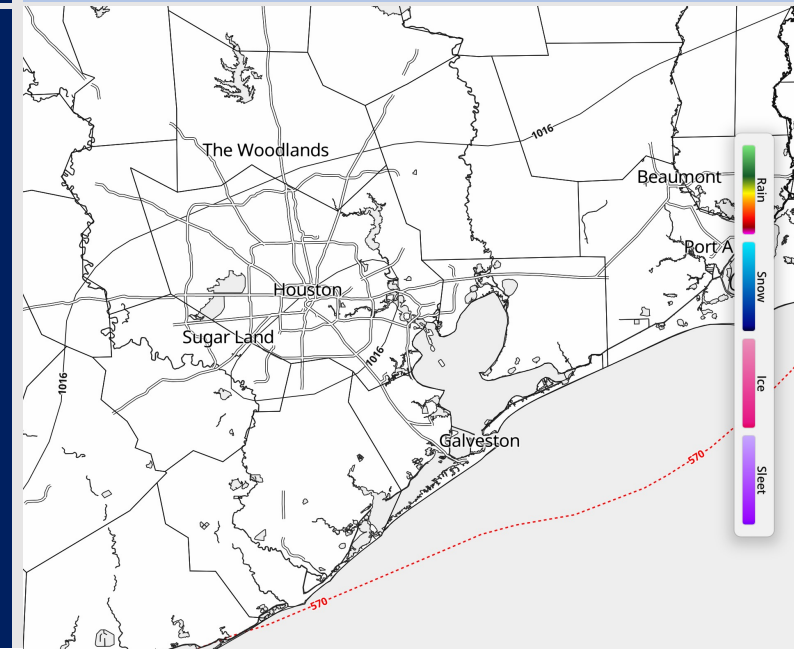 1016
The Woodlands
Beaumont
Rain
Port A
Snow
Houston
Sugar Land
1016
1016
Ice
Galveston
570
Sleet
570